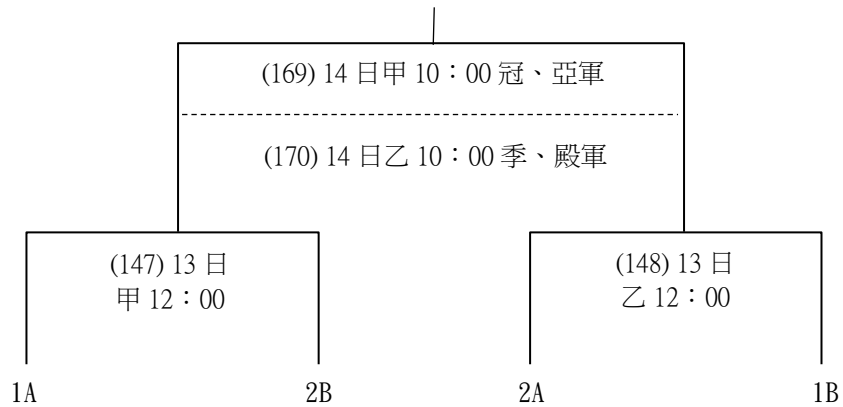 (169) 14 日甲 10：00 冠、亞軍
(170) 14 日乙 10：00 季、殿軍
(147) 13 日
甲 12：00
(148) 13 日
乙 12：00
1A
2B
2A
1B